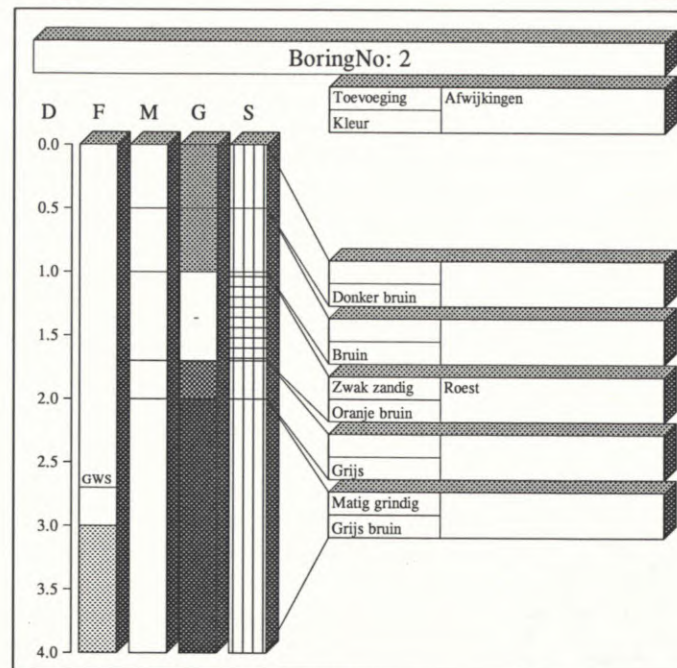 BoringNo: 2
Toevoeging Afwijkingen
Kleur
D F M G S
0.0
0.5
1.0
1.5
2.0
2.5
3.0
3.5
4.0
-
GWS
Donker bruin
Bruin
Zwak zandig Roest
Oranje bruin
Grijs
Matig grindig
Grijs bruin